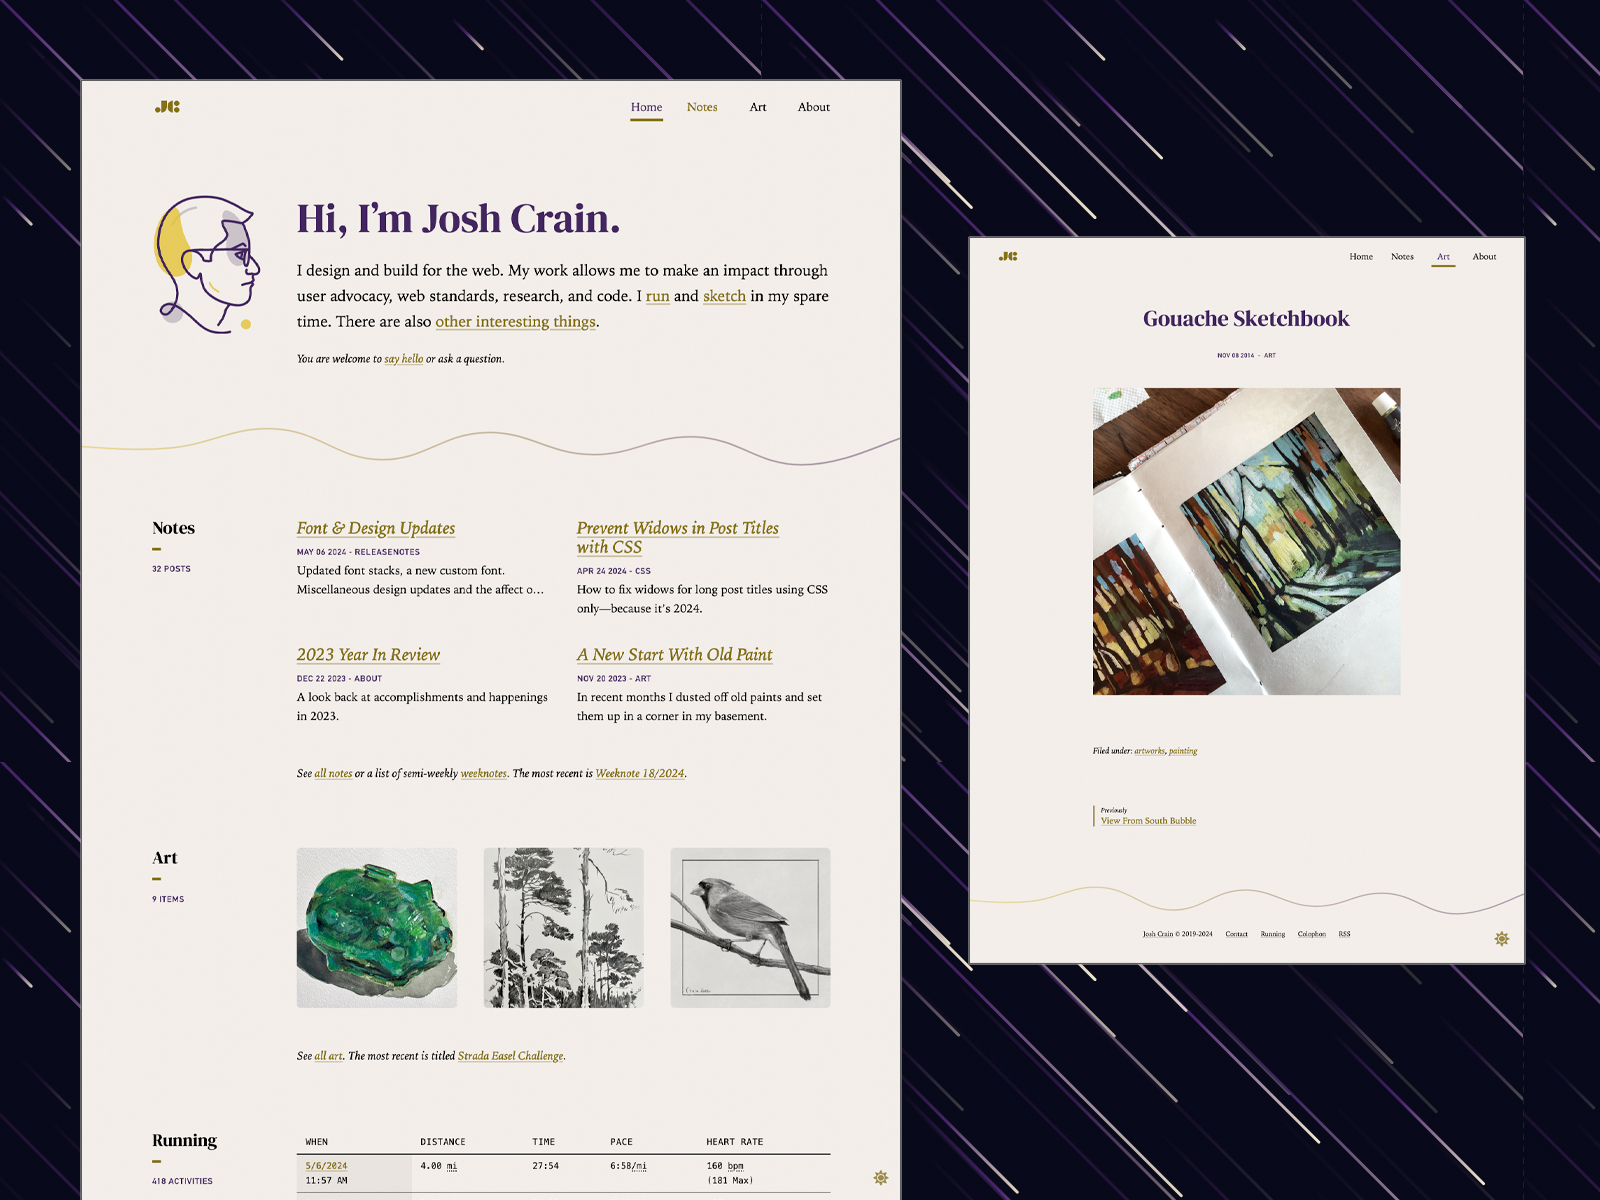 JC
Home Notes Art About
Hi, I'm Josh Crain.
I design and build for the web. My work allows me to make an impact through
user advocacy, web standards, research, and code. I run and sketch in my spare
time. There are also other interesting things.
You are welcome to say hello or ask a question.
Notes
32 POSTS
Font & Design Updates
MAY 06 2024 - RELEASENOTES
Updated font stacks, a new custom font.
Miscellaneous design updates and the affect o…
Prevent Widows in Post Titles
with CSS
APR 24 2024 - CSS
How to fix widows for long post titles using CSS
only—because it's 2024.
2023 Year In Review
DEC 22 2023 - ABOUT
A look back at accomplishments and happenings
in 2023.
A New Start With Old Paint
NOV 20 2023 - ART
In recent months I dusted off old paints and set
them up in a corner in my basement.
See all notes or a list of semi-weekly weeknotes. The most recent is Weeknote 18/2024.
Art
9 ITEMS
See all art. The most recent is titled Strada Easel Challenge.
Running
418 ACTIVITIES
WHEN DISTANCE TIME PACE HEART RATE
5/6/2024 4.00 mi 27:54 6:58/mi 160 bpm
11:57 AM (181 Max)
JC
Home Notes Art About
Gouache Sketchbook
NOV 08 2014 - ART
Filed under: artworks, painting
Previously
View From South Bubble
Josh Crain © 2019-2024 Contact Running Colophon RSS